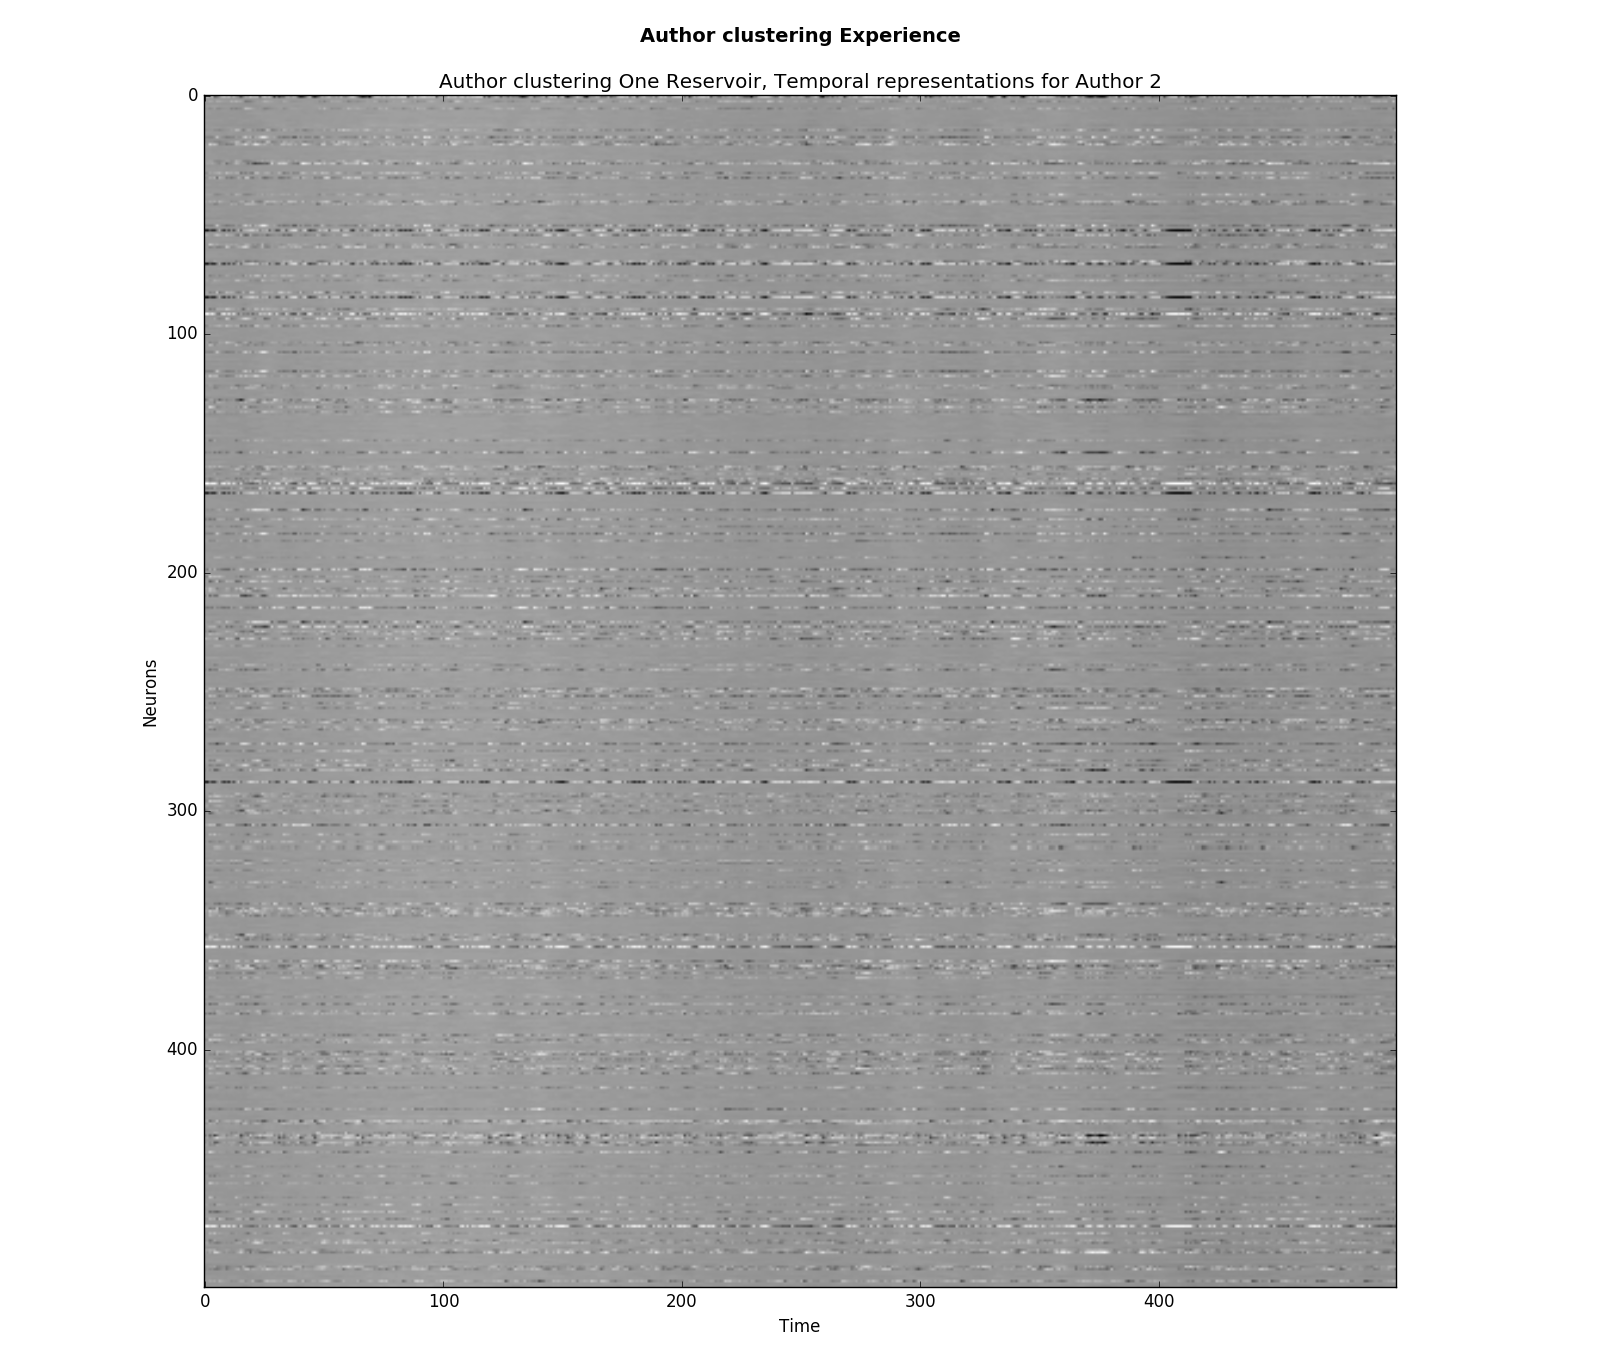 Author clustering Experience
Author clustering One Reservoir, Temporal representations for Author 2
0
100
200
300
400
Neurons
0
100
200
300
400
Time